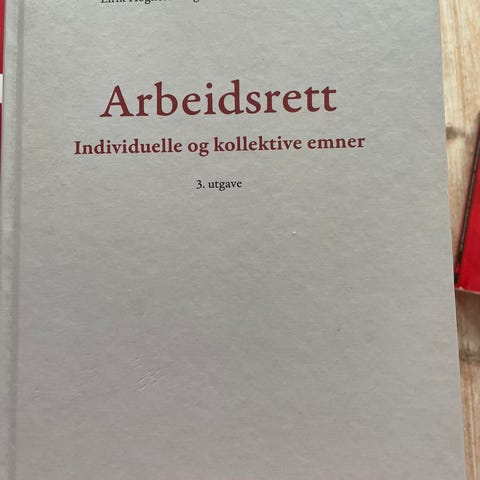 Arbeidsrett
Individuelle og kollektive emner
3. utgave